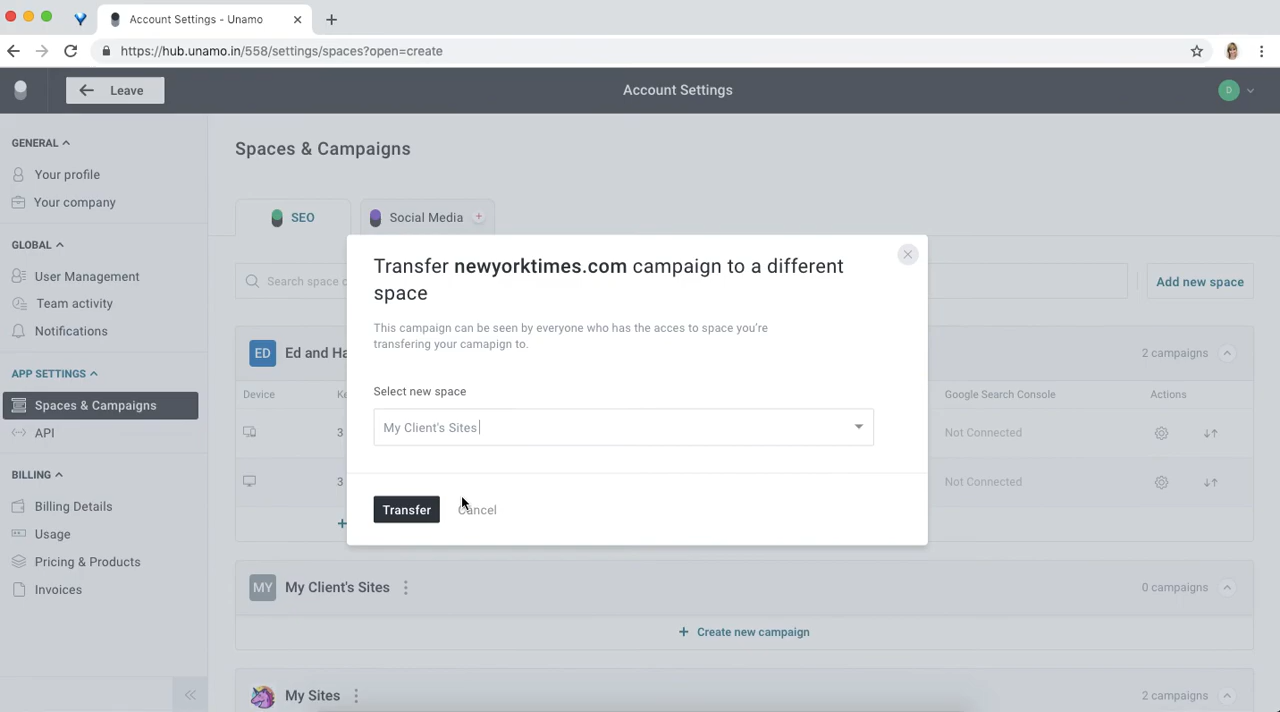 Account Settings - Unamo
https://hub.unamo.in/558/settings/spaces?open=create
Leave
Account Settings
D
GENERAL
Your profile
Your company
GLOBAL
User Management
Team activity
Notifications
APP SETTINGS
Spaces & Campaigns
API
BILLING
Billing Details
Usage
Pricing & Products
Invoices
Spaces & Campaigns
SEO
Social Media +
Search space
Add new space
ED Ed and Ha
2 campaigns
Device
Ke
Google Search Console
Actions
3
Not Connected
3
Not Connected
+
Transfer newyorktimes.com campaign to a different
space
This campaign can be seen by everyone who has the acces to space you're
transfering your camapign to.
Select new space
My Client's Sites
Transfer
Cancel
MY My Client's Sites
0 campaigns
+ Create new campaign
My Sites
2 campaigns